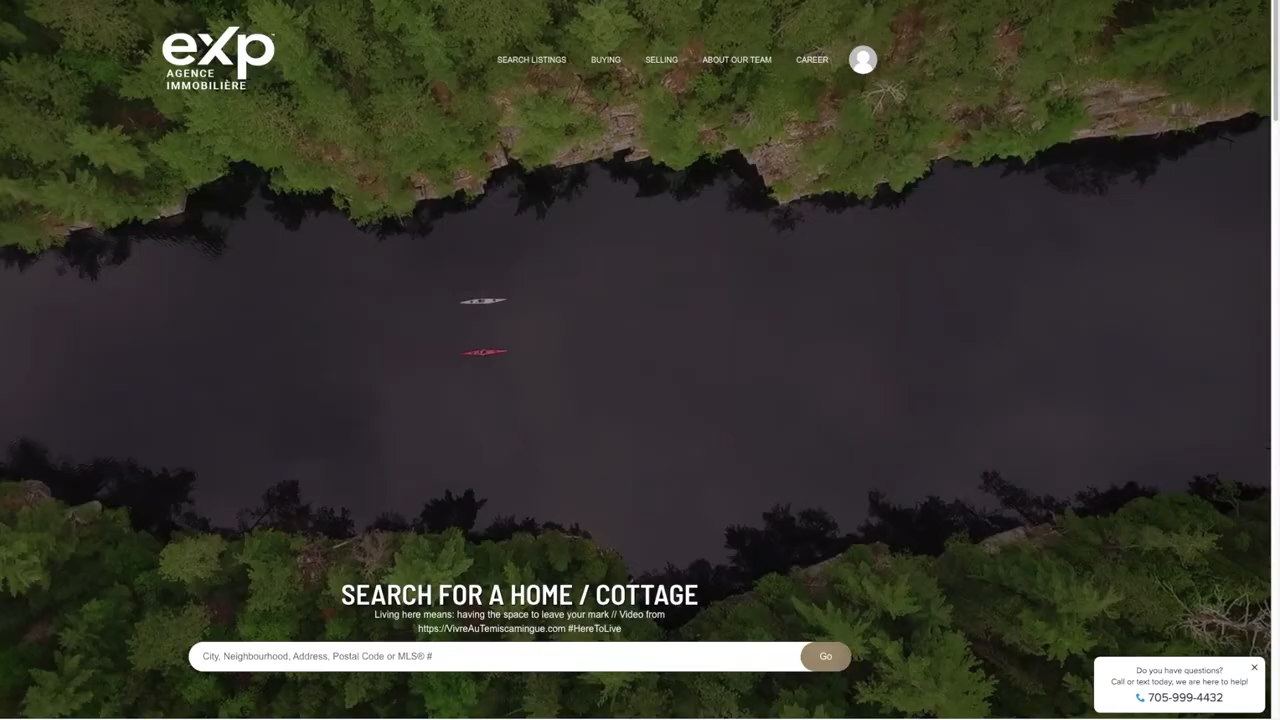 eXp
AGENCE
IMMOBILIÈRE
SEARCH LISTINGS BUYING SELLING ABOUT OUR TEAM CAREER
SEARCH FOR A HOME / COTTAGE
Living here means: having the space to leave your mark // Video from
https://VivreAuTemiscamingue.com #HereToLive
City, Neighbourhood, Address, Postal Code or MLS® # Go
Do you have questions?
Call or text today, we are here to help!
705-999-4432